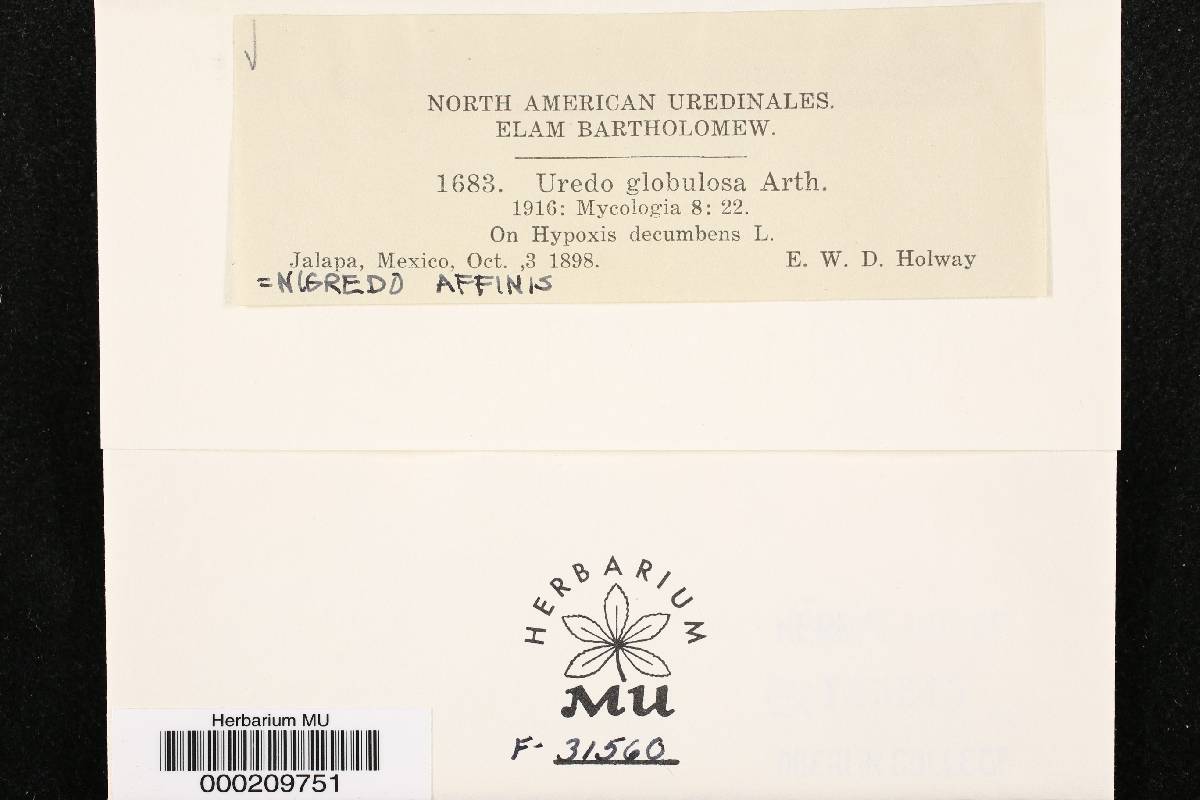 NORTH AMERICAN UREDINALES.
ELAM BARTHOLOMEW.
1683. Uredo globulosa Arth.
1916: Mycologia 8: 22.
On Hypoxis decumbens L.
Jalapa, Mexico, Oct. ,3 1898. E. W. D. Holway
=NIGREDO AFFINIS
HERBARIUM
MU
F- 31560
Herbarium MU
000209751